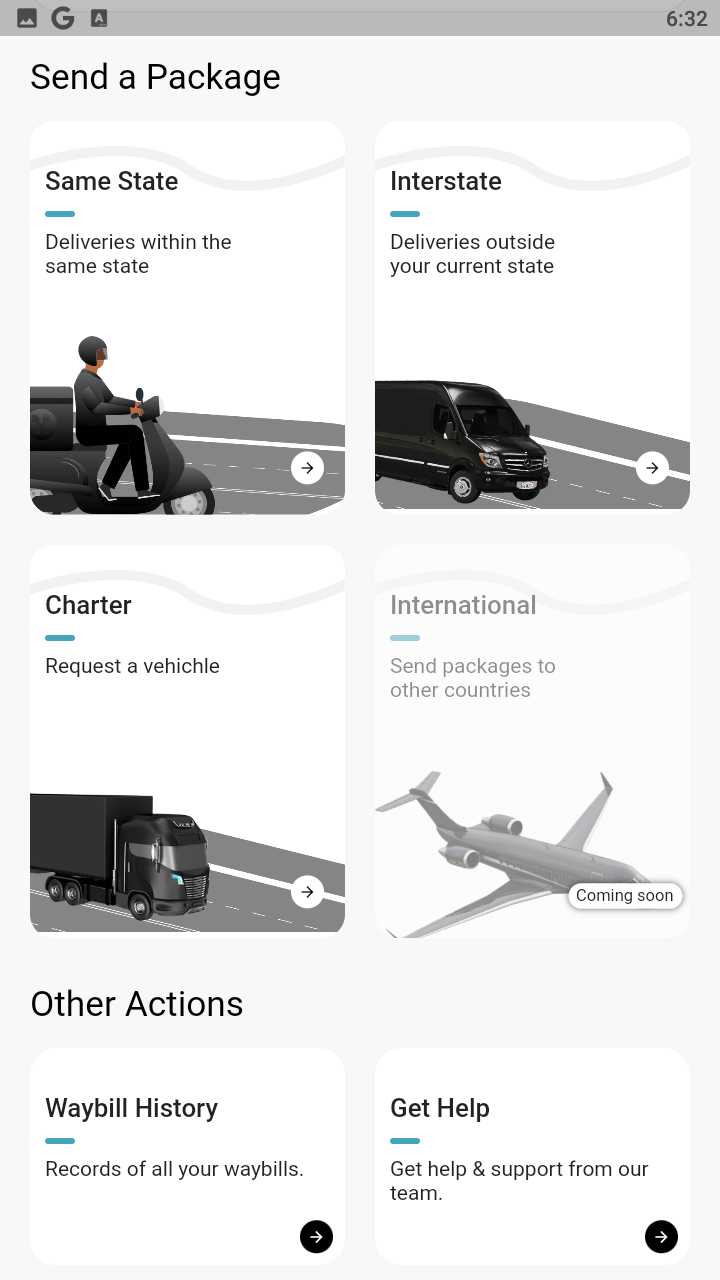 6:32
Send a Package
Same State
Deliveries within the
same state
Interstate
Deliveries outside
your current state
Charter
Request a vehichle
International
Send packages to
other countries
Coming soon
Other Actions
Waybill History
Records of all your waybills.
Get Help
Get help & support from our
team.